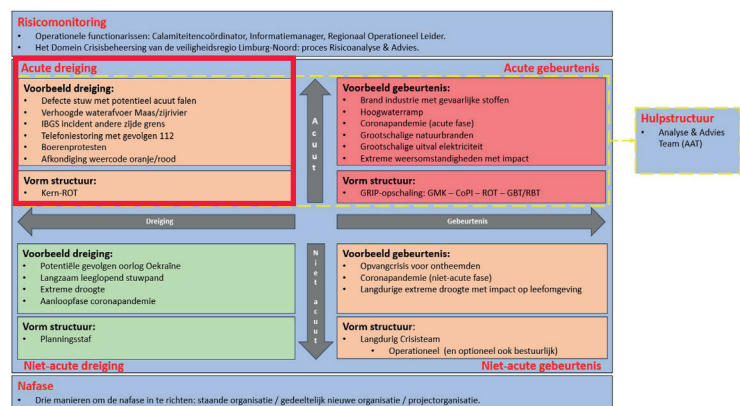 Risicomonitoring
• Operationele functionarissen: Calamiteitencoördinator, Informatiemanager, Regionaal Operationeel Leider.
• Het Domein Crisisbeheersing van de veiligheidsregio Limburg-Noord: proces Risicoanalyse & Advies.
Acute dreiging
Acute gebeurtenis
Voorbeeld dreiging:
• Defecte stuw met potentieel acuut falen
• Verhoogde waterafvoer Maas/zijrivier
• IBGS incident andere zijde grens
• Telefoniestoring met gevolgen 112
• Boerenprotesten
• Afkondiging weercode oranje/rood
Vorm structuur:
• Kern-ROT
Acuut
Voorbeeld gebeurtenis:
• Brand industrie met gevaarlijke stoffen
• Hoogwaterramp
• Coronapandemie (acute fase)
• Grootschalige natuurbranden
• Grootschalige uitval elektriciteit
• Extreme weersomstandigheden met impact
Vorm structuur:
• GRIP-opschaling: GMK – CoPI – ROT – GBT/RBT
Hulpstructuur
• Analyse & Advies
Team (AAT)
Dreiging
Gebeurtenis
Voorbeeld dreiging:
• Potentiële gevolgen oorlog Oekraïne
• Langzaam leeglopend stuwpand
• Extreme droogte
• Aanloopfase coronapandemie
Vorm structuur:
• Planningsstaf
Niet acuut
Voorbeeld gebeurtenis:
• Opvangcrisis voor ontheemden
• Coronapandemie (niet-acute fase)
• Langdurige extreme droogte met impact op leefomgeving
Vorm structuur:
• Langdurig Crisisteam
• Operationeel (en optioneel ook bestuurlijk)
Niet-acute dreiging
Niet-acute gebeurtenis
Nafase
• Drie manieren om de nafase in te richten: staande organisatie / gedeeltelijk nieuwe organisatie / projectorganisatie.